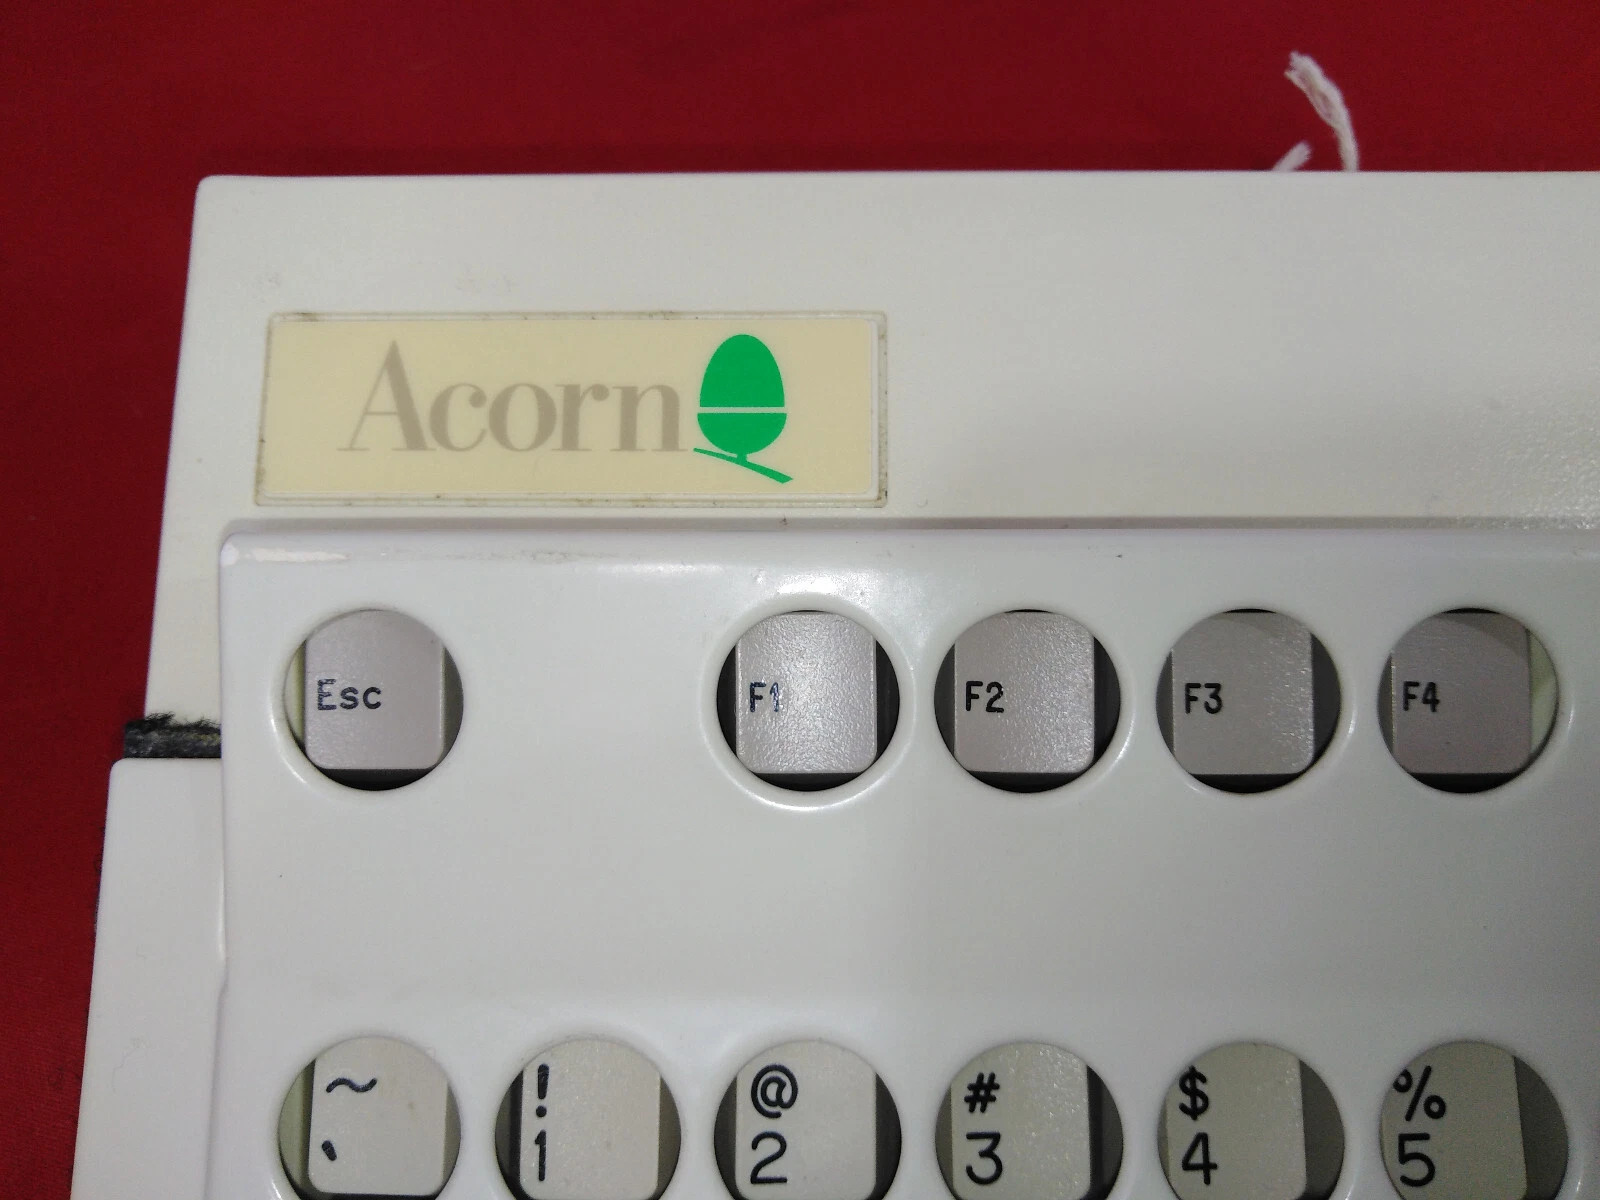 Acorn
Esc F1 F2 F3 F4
~ ! @ # $ %
` 1 2 3 4 5